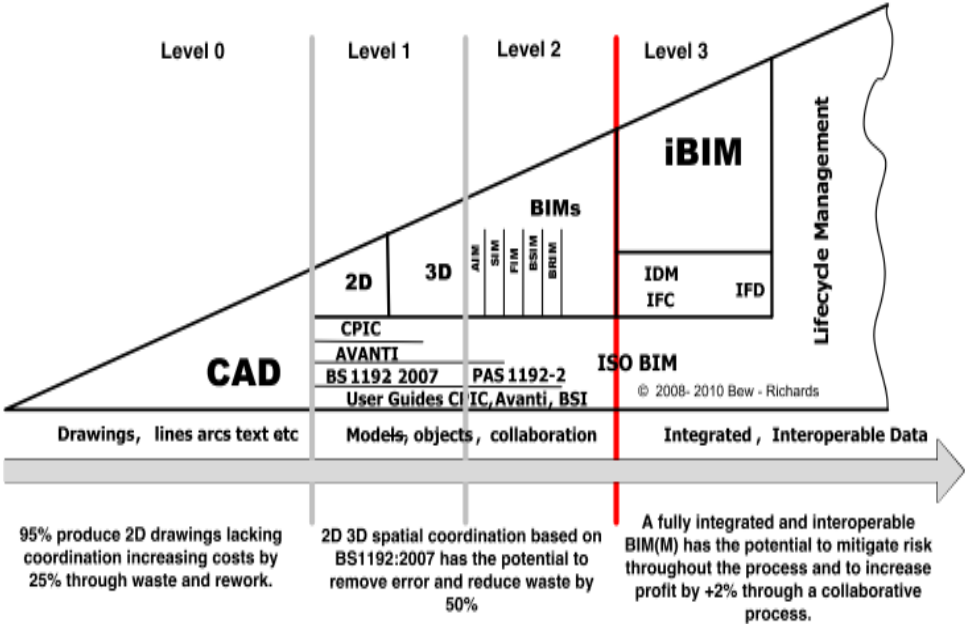 Level 0
Level 1
Level 2
Level 3
iBIM
Lifecycle Management
BIMs
2D
3D
AIM
SIM
FIM
BSIM
BRIM
IDM
IFC
IFD
CPIC
AVANTI
CAD
BS 1192 2007
PAS 1192-2
ISO BIM
User Guides CPIC, Avanti, BSI
© 2008- 2010 Bew - Richards
Drawings, lines arcs text etc
Models, objects, collaboration
Integrated, Interoperable Data
95% produce 2D drawings lacking
coordination increasing costs by
25% through waste and rework.
2D 3D spatial coordination based on
BS1192:2007 has the potential to
remove error and reduce waste by
50%
A fully integrated and interoperable
BIM(M) has the potential to mitigate risk
throughout the process and to increase
profit by +2% through a collaborative
process.